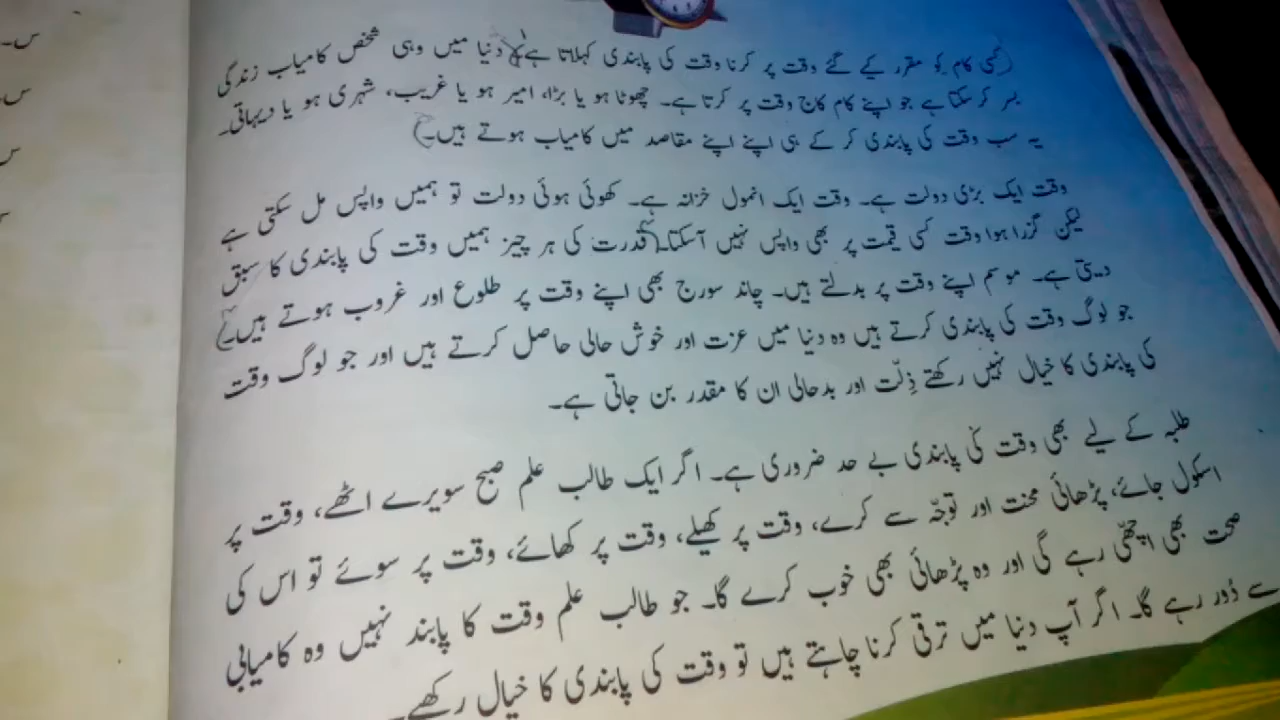 کسی کام کو مقرر کیے گئے وقت پر کرنا وقت کی پابندی کہلاتا ہے۔ دنیا میں وہی شخص کامیاب زندگی
بسر کر سکتا ہے جو اپنے کام کاج وقت پر کرتا ہے۔ چھوٹا ہو یا بڑا، امیر ہو یا غریب، شہری ہو یا دیہاتی۔
یہ سب وقت کی پابندی کر کے ہی اپنے اپنے مقاصد میں کامیاب ہوتے ہیں۔
وقت ایک بڑی دولت ہے۔ وقت ایک انمول خزانہ ہے۔ کھوئی ہوئی دولت تو ہمیں واپس مل سکتی ہے
لیکن گزرا ہوا وقت کسی قیمت پر بھی واپس نہیں آسکتا۔ قدرت کی ہر چیز ہمیں وقت کی پابندی کا سبق
دیتی ہے۔ موسم اپنے وقت پر بدلتے ہیں۔ چاند سورج بھی اپنے وقت پر طلوع اور غروب ہوتے ہیں۔
جو لوگ وقت کی پابندی کرتے ہیں وہ دنیا میں عزت اور خوش حالی حاصل کرتے ہیں اور جو لوگ وقت
کی پابندی کا خیال نہیں رکھتے ذِلّت اور بدحالی ان کا مقدر بن جاتی ہے۔
طلبہ کے لیے بھی وقت کی پابندی بے حد ضروری ہے۔ اگر ایک طالب علم صبح سویرے اٹھے، وقت پر
اسکول جائے، پڑھائی محنت اور توجّہ سے کرے، وقت پر کھیلے، وقت پر کھائے، وقت پر سوئے تو اس کی
صحت بھی اچھّی رہے گی اور وہ پڑھائی بھی خوب کرے گا۔ جو طالب علم وقت کا پابند نہیں وہ کامیابی
سے دُور رہے گا۔ اگر آپ دنیا میں ترقی کرنا چاہتے ہیں تو وقت کی پابندی کا خیال رکھیے۔